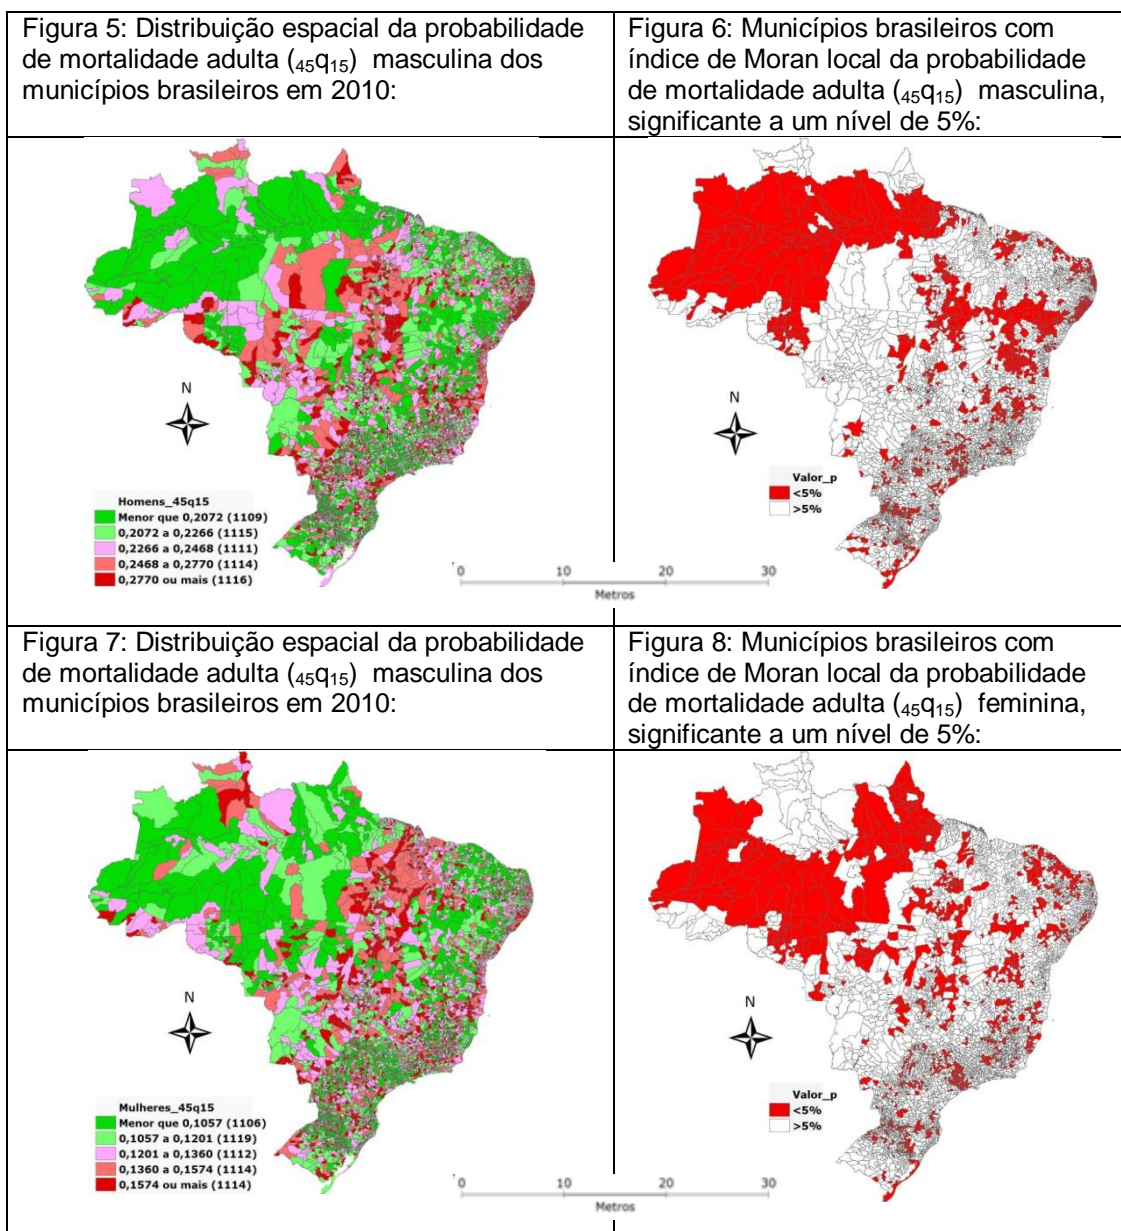 Figura 5: Distribuição espacial da probabilidade
de mortalidade adulta (₄₅q₁₅) masculina dos
municípios brasileiros em 2010:
Figura 6: Municípios brasileiros com
índice de Moran local da probabilidade
de mortalidade adulta (₄₅q₁₅) masculina,
significante a um nível de 5%:
N
Homens_45q15
Menor que 0,2072 (1109)
0,2072 a 0,2266 (1115)
0,2266 a 0,2468 (1111)
0,2468 a 0,2770 (1114)
0,2770 ou mais (1116)
N
Valor_p
<5%
>5%
0 10 20 30
Metros
Figura 7: Distribuição espacial da probabilidade
de mortalidade adulta (₄₅q₁₅) masculina dos
municípios brasileiros em 2010:
Figura 8: Municípios brasileiros com
índice de Moran local da probabilidade
de mortalidade adulta (₄₅q₁₅) feminina,
significante a um nível de 5%:
N
Mulheres_45q15
Menor que 0,1057 (1106)
0,1057 a 0,1201 (1119)
0,1201 a 0,1360 (1112)
0,1360 a 0,1574 (1114)
0,1574 ou mais (1114)
N
Valor_p
<5%
>5%
0 10 20 30
Metros